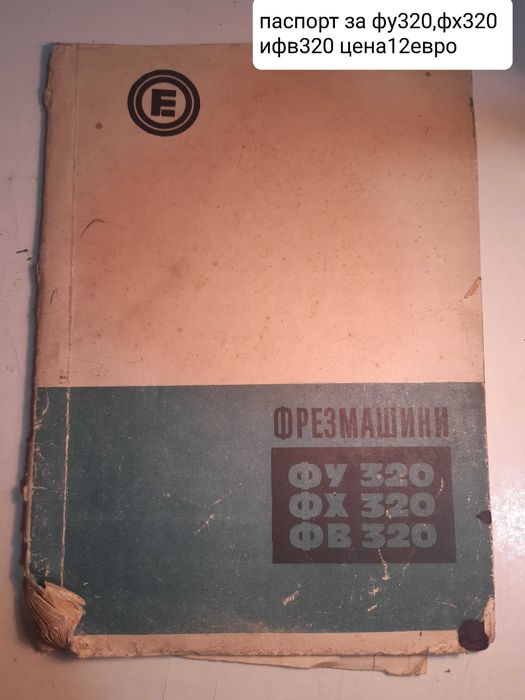 паспорт за фу320,фх320
ифв320 цена12евро
E
ФРЕЗМАШИНИ
ФУ 320
ФХ 320
ФВ 320